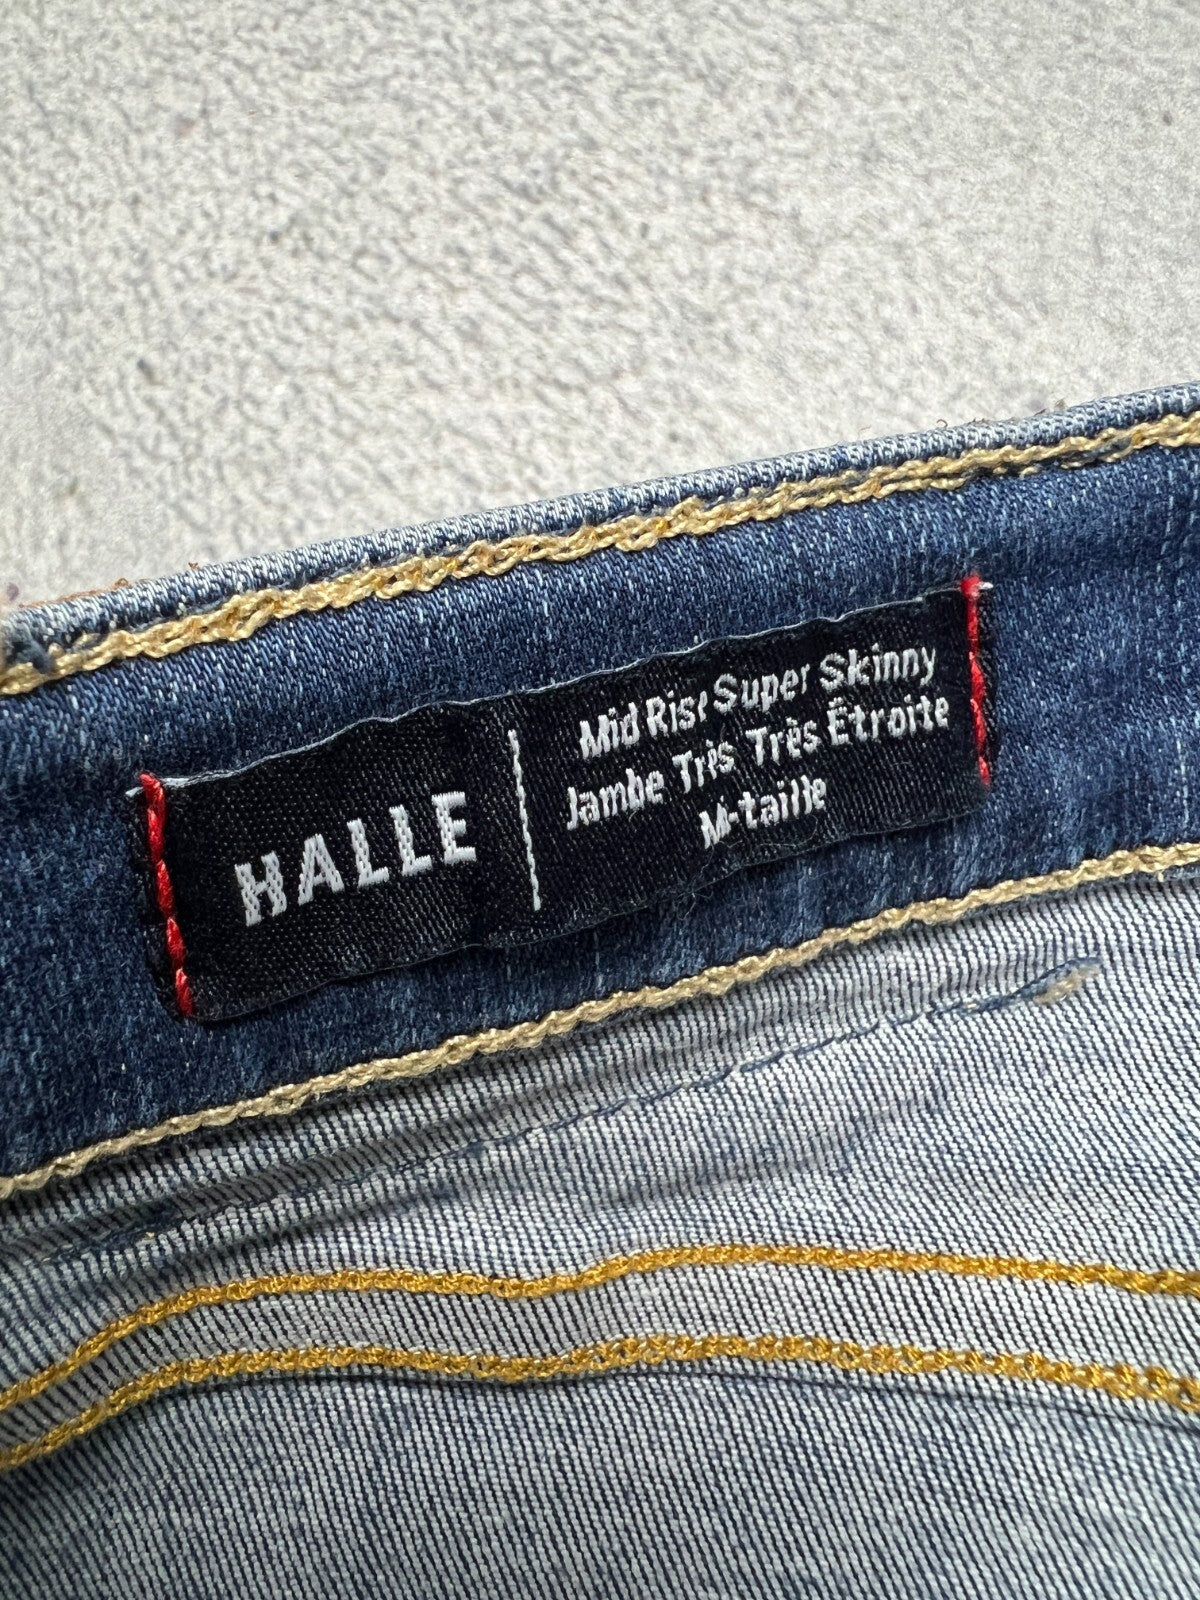 HALLE
Mid Rise Super Skinny
Jambe Très Très Étroite
M-taille